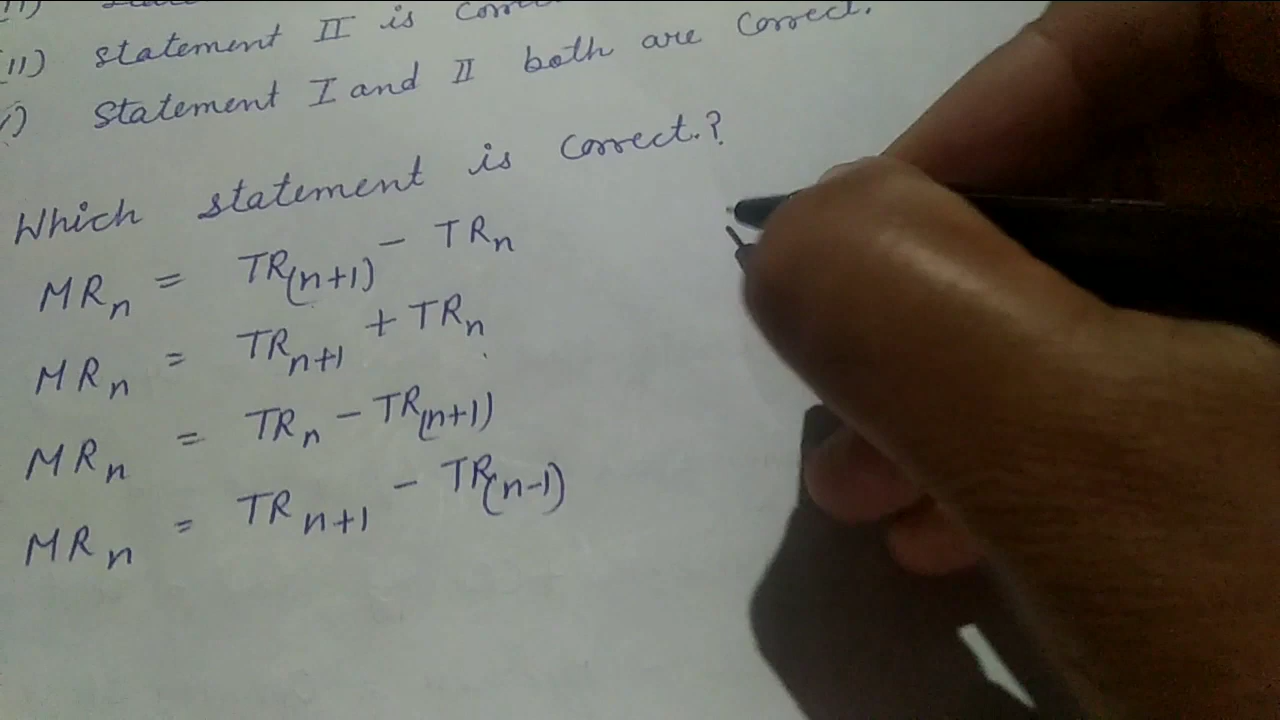 (II) statement II is
statement I and II both are correct.
Which statement is correct.?
MRn = TR(n+1) - TRn
MRn = TRn+1 + TRn
MRn = TRn - TR(n+1)
MRn = TRn+1 - TR(n-1)